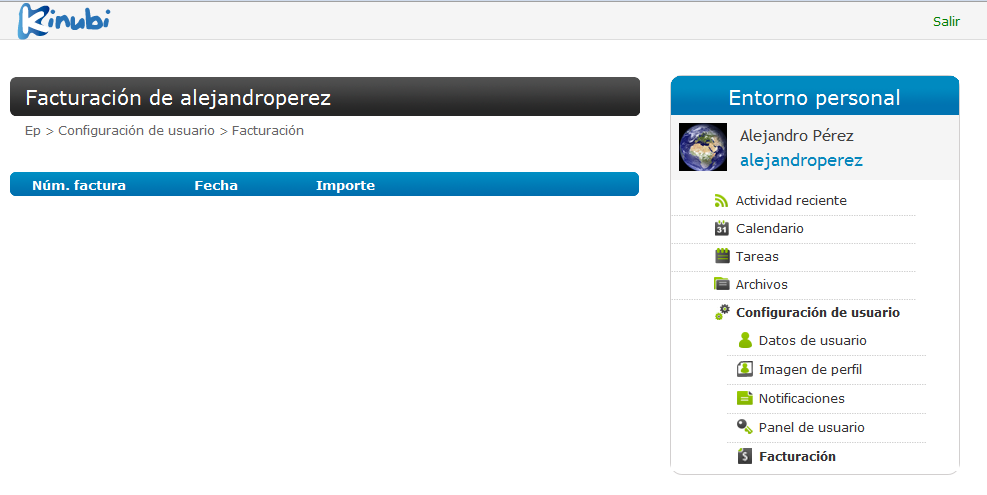 Kinubi
Salir
Facturación de alejandroperez
Ep > Configuración de usuario > Facturación
Núm. factura Fecha Importe
Entorno personal
Alejandro Pérez
alejandroperez
Actividad reciente
31
Calendario
Tareas
Archivos
Configuración de usuario
Datos de usuario
Imagen de perfil
Notificaciones
Panel de usuario
$
Facturación